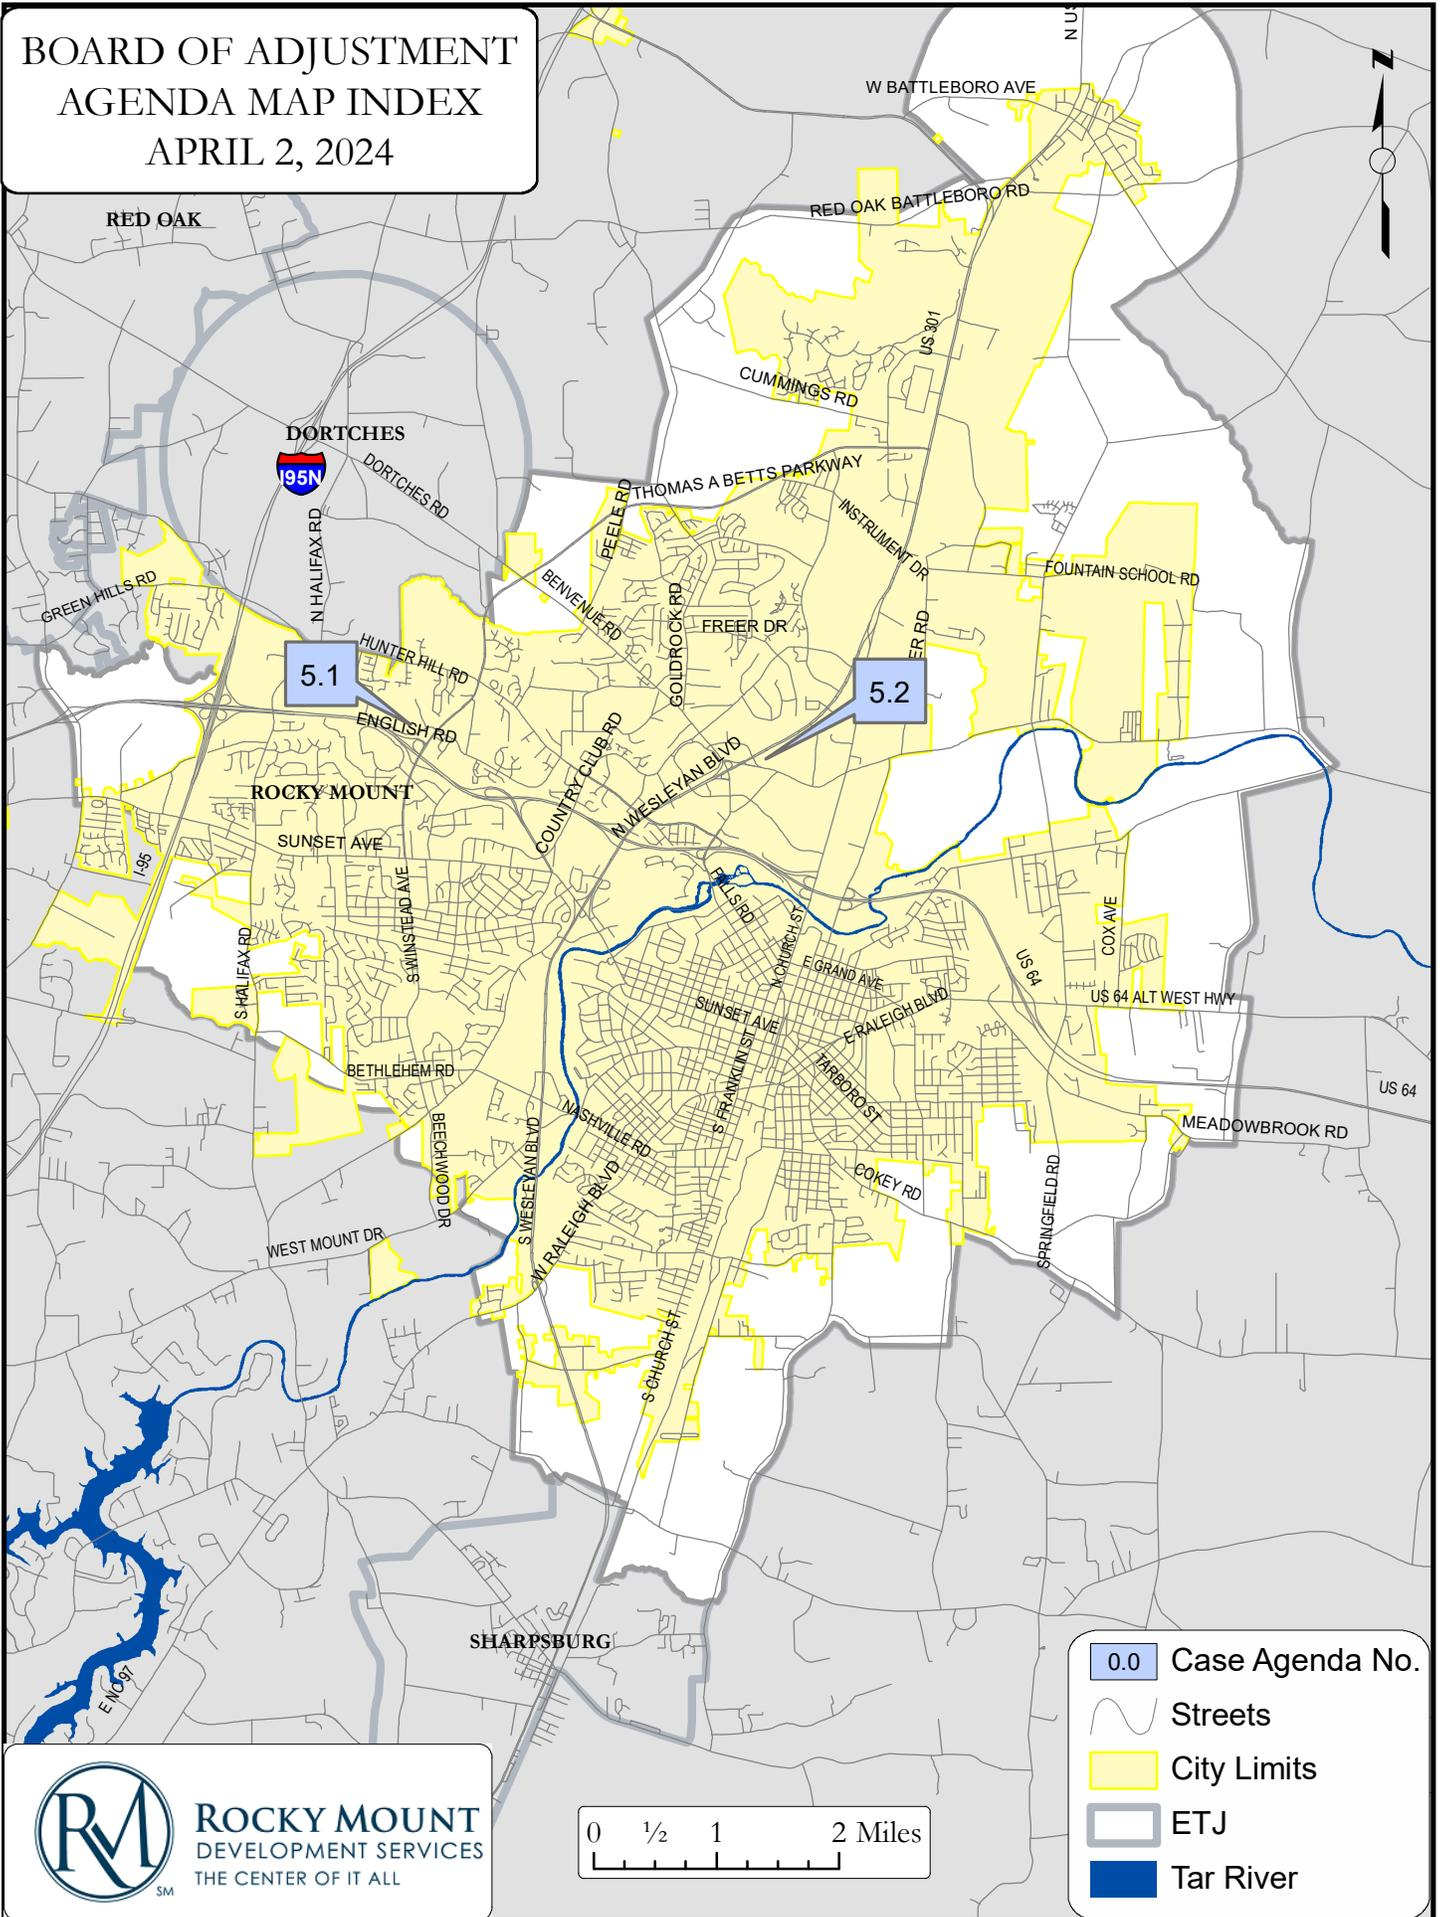 BOARD OF ADJUSTMENT
AGENDA MAP INDEX
APRIL 2, 2024
N US
Z
W BATTLEBORO AVE
RED OAK BATTLEBORO RD
RED OAK
US 301
CUMMINGS RD
DORTCHES
I95N
DORTCHES RD
THOMAS A BETTS PARKWAY
PEELE RD
INSTRUMENT DR
N HALIFAX RD
FOUNTAIN SCHOOL RD
GREEN HILLS RD
BENVENUE RD
GOLDROCK RD
FREER DR
ER RD
HUNTER HILL RD
5.1
5.2
ENGLISH RD
COUNTRY CLUB RD
N WESLEYAN BLVD
ROCKY MOUNT
SUNSET AVE
I-95
S WINSTEAD AVE
FALLS RD
N CHURCH ST
COX AVE
S HALIFAX RD
E GRAND AVE
US 64
US 64 ALT WEST HWY
SUNSET AVE
E RALEIGH BLVD
S FRANKLIN ST
TARBORO ST
BETHLEHEM RD
US 64
NASHVILLE RD
MEADOWBROOK RD
BEECHWOOD DR
S WESLEYAN BLVD
W RALEIGH BLVD
COKEY RD
SPRINGFIELD RD
WEST MOUNT DR
S CHURCH ST
SHARPSBURG
E NC 97
0.0 Case Agenda No.
Streets
City Limits
ETJ
Tar River
RM
SM
ROCKY MOUNT
DEVELOPMENT SERVICES
THE CENTER OF IT ALL
0 ½ 1 2 Miles